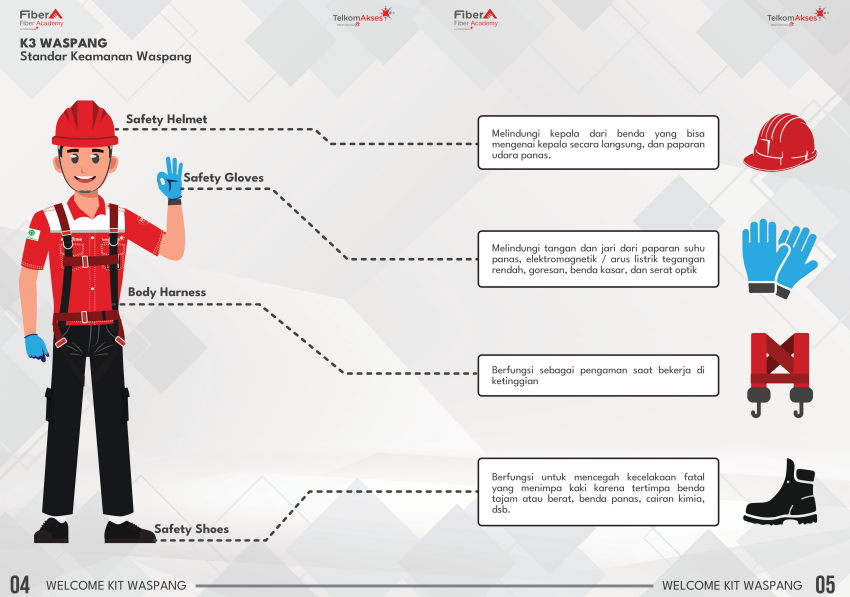 Fiber
Fiber Academy
TelkomAkses
Fiber
Fiber Academy
TelkomAkses
K3 WASPANG
Standar Keamanan Waspang
Safety Helmet
Melindungi kepala dari benda yang bisa
mengenai kepala secara langsung, dan paparan
udara panas.
Safety Gloves
Melindungi tangan dan jari dari paparan suhu
panas, elektromagnetik / arus listrik tegangan
rendah, goresan, benda kasar, dan serat optik
Body Harness
Berfungsi sebagai pengaman saat bekerja di
ketinggian
Safety Shoes
Berfungsi untuk mencegah kecelakaan fatal
yang menimpa kaki karena tertimpa benda
tajam atau berat, benda panas, cairan kimia,
dsb.
04 WELCOME KIT WASPANG
WELCOME KIT WASPANG 05